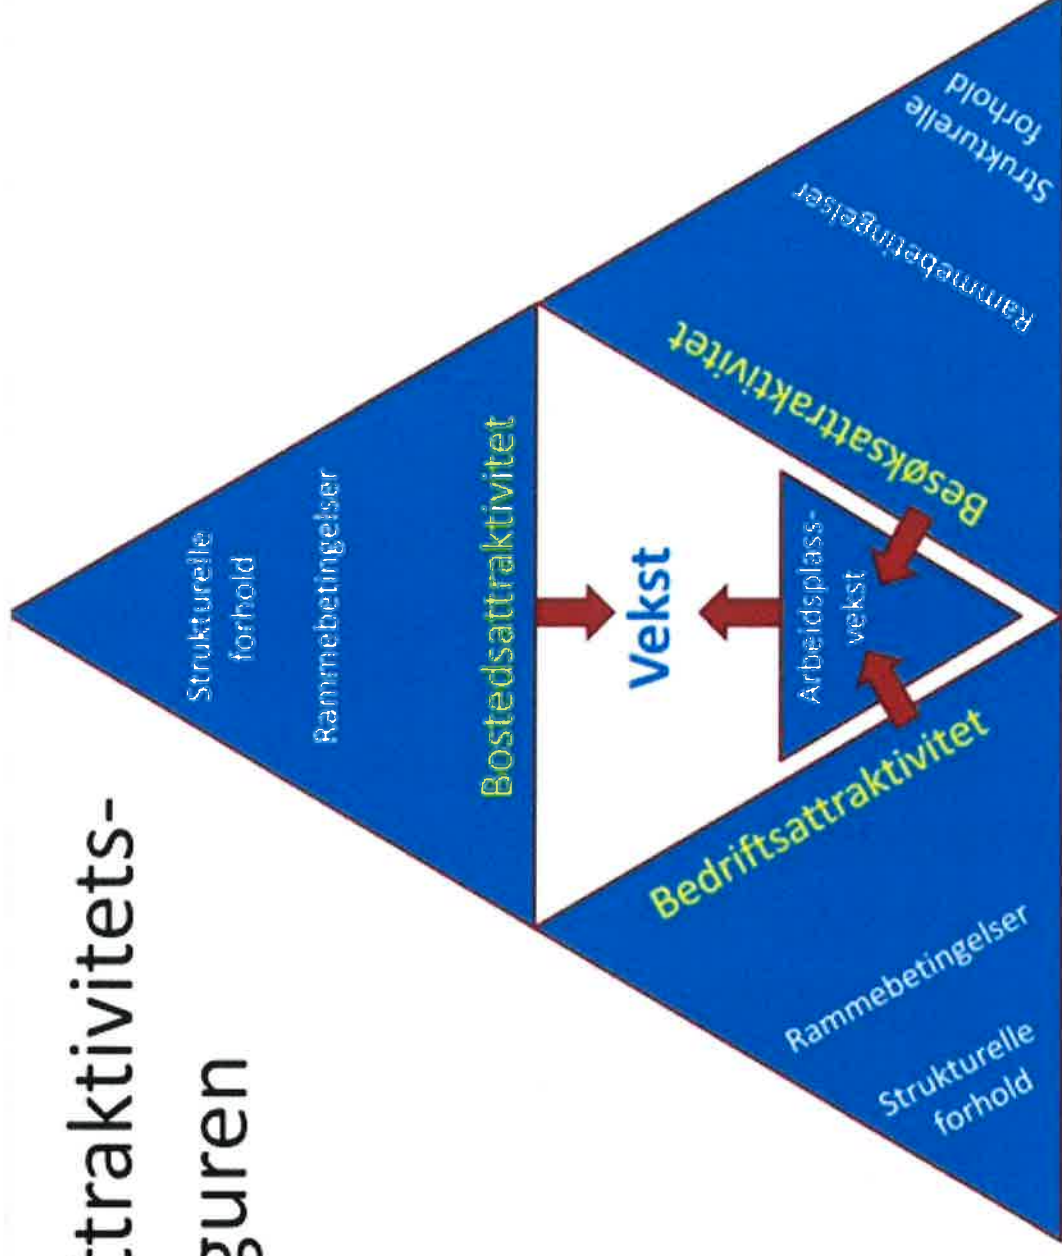 ttraktivitets-
guren
Strukturelle
forhold
Rammebetingelser
Bostedsattraktivitet
Vekst
Arbeidsplass-
vekst
Bedriftsattraktivitet
Rammebetingelser
Strukturelle
forhold
Besøksattraktivitet
Rammebetingelser
Strukturelle
forhold